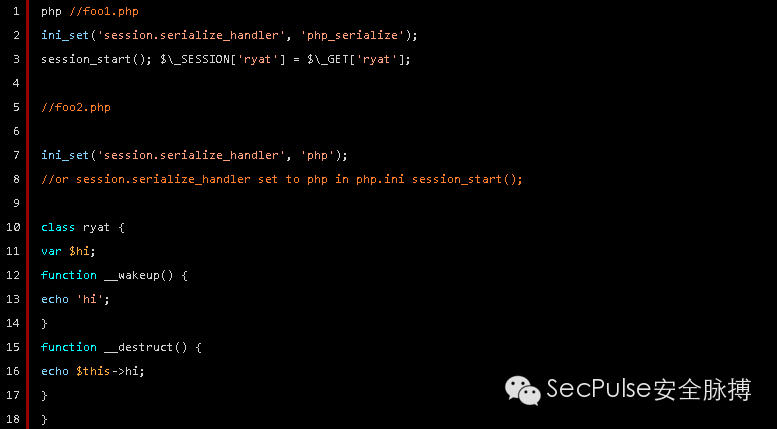 1 php //foo1.php
2 ini_set('session.serialize_handler', 'php_serialize');
3 session_start(); $\_SESSION['ryat'] = $\_GET['ryat'];
4
5 //foo2.php
6
7 ini_set('session.serialize_handler', 'php');
8 //or session.serialize_handler set to php in php.ini session_start();
9
10 class ryat {
11 var $hi;
12 function __wakeup() {
13 echo 'hi';
14 }
15 function __destruct() {
16 echo $this->hi;
17 }
18 }
SecPulse安全脉搏